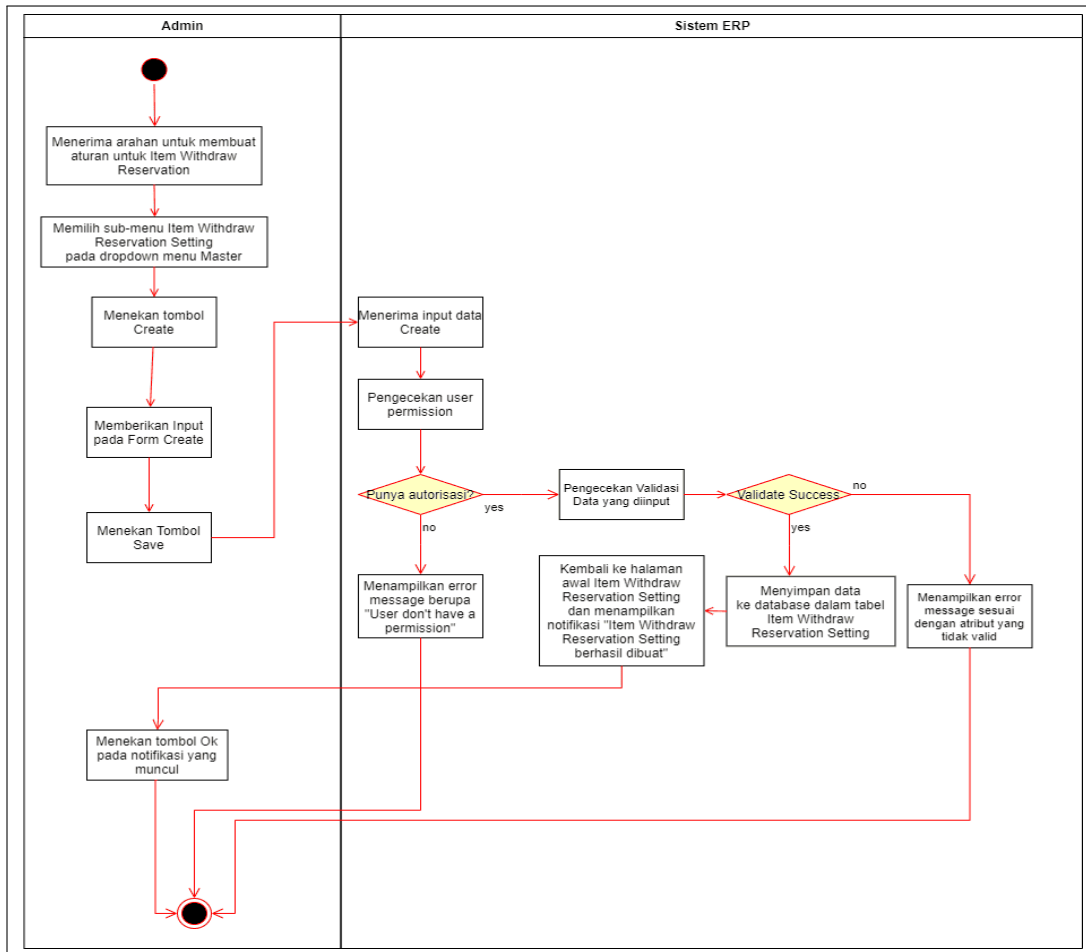 Admin
Sistem ERP
Menerima arahan untuk membuat
aturan untuk Item Withdraw
Reservation
Memilih sub-menu Item Withdraw
Reservation Setting
pada dropdown menu Master
Menekan tombol
Create
Memberikan Input
pada Form Create
Menekan Tombol
Save
Menerima input data
Create
Pengecekan user
permission
Punya autorisasi?
yes
no
Pengecekan Validasi
Data yang diinput
Validate Success
no
yes
Menampilkan error
message berupa
"User don't have a
permission"
Kembali ke halaman
awal Item Withdraw
Reservation Setting
dan menampilkan
notifikasi "Item Withdraw
Reservation Setting
berhasil dibuat"
Menyimpan data
ke database dalam tabel
Item Withdraw
Reservation Setting
Menampilkan error
message sesuai
dengan atribut yang
tidak valid
Menekan tombol Ok
pada notifikasi yang
muncul